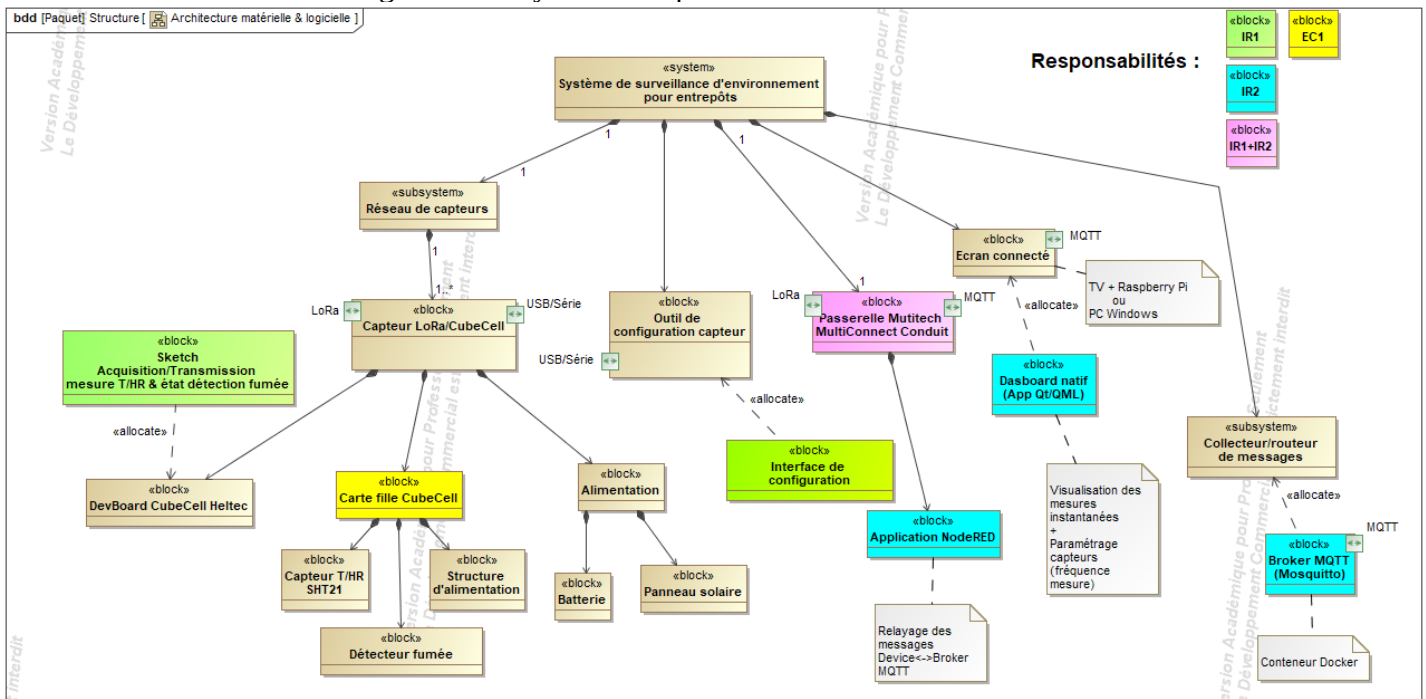 bdd [Paquet] Structure [ Architecture matérielle & logicielle ]
Responsabilités :
«block»
IR1
«block»
EC1
«block»
IR2
«block»
IR1+IR2
«system»
Système de surveillance d'environnement
pour entrepôts
1
1
1
«subsystem»
Réseau de capteurs
1
1..*
LoRa
«block»
Capteur LoRa/CubeCell
USB/Série
«block»
Outil de
configuration capteur
USB/Série
1
LoRa
«block»
Passerelle Mutitech
MultiConnect Conduit
MQTT
«block»
Ecran connecté
MQTT
TV + Raspberry Pi
ou
PC Windows
«allocate»
«block»
Sketch
Acquisition/Transmission
mesure T/HR & état détection fumée
«allocate»
«block»
DevBoard CubeCell Heltec
«block»
Carte fille CubeCell
«block»
Alimentation
«allocate»
«block»
Interface de
configuration
«block»
Dasboard natif
(App Qt/QML)
«subsystem»
Collecteur/routeur
de messages
«allocate»
«block»
Capteur T/HR
SHT21
«block»
Structure
d'alimentation
«block»
Détecteur fumée
«block»
Batterie
«block»
Panneau solaire
«block»
Application NodeRED
Relayage des
messages
Device<->Broker
MQTT
Visualisation des
mesures
instantanées
+
Paramétrage
capteurs
(fréquence
mesure)
«block»
Broker MQTT
(Mosquitto)
MQTT
Conteneur Docker
Version Académique pour
Le Développement Comm